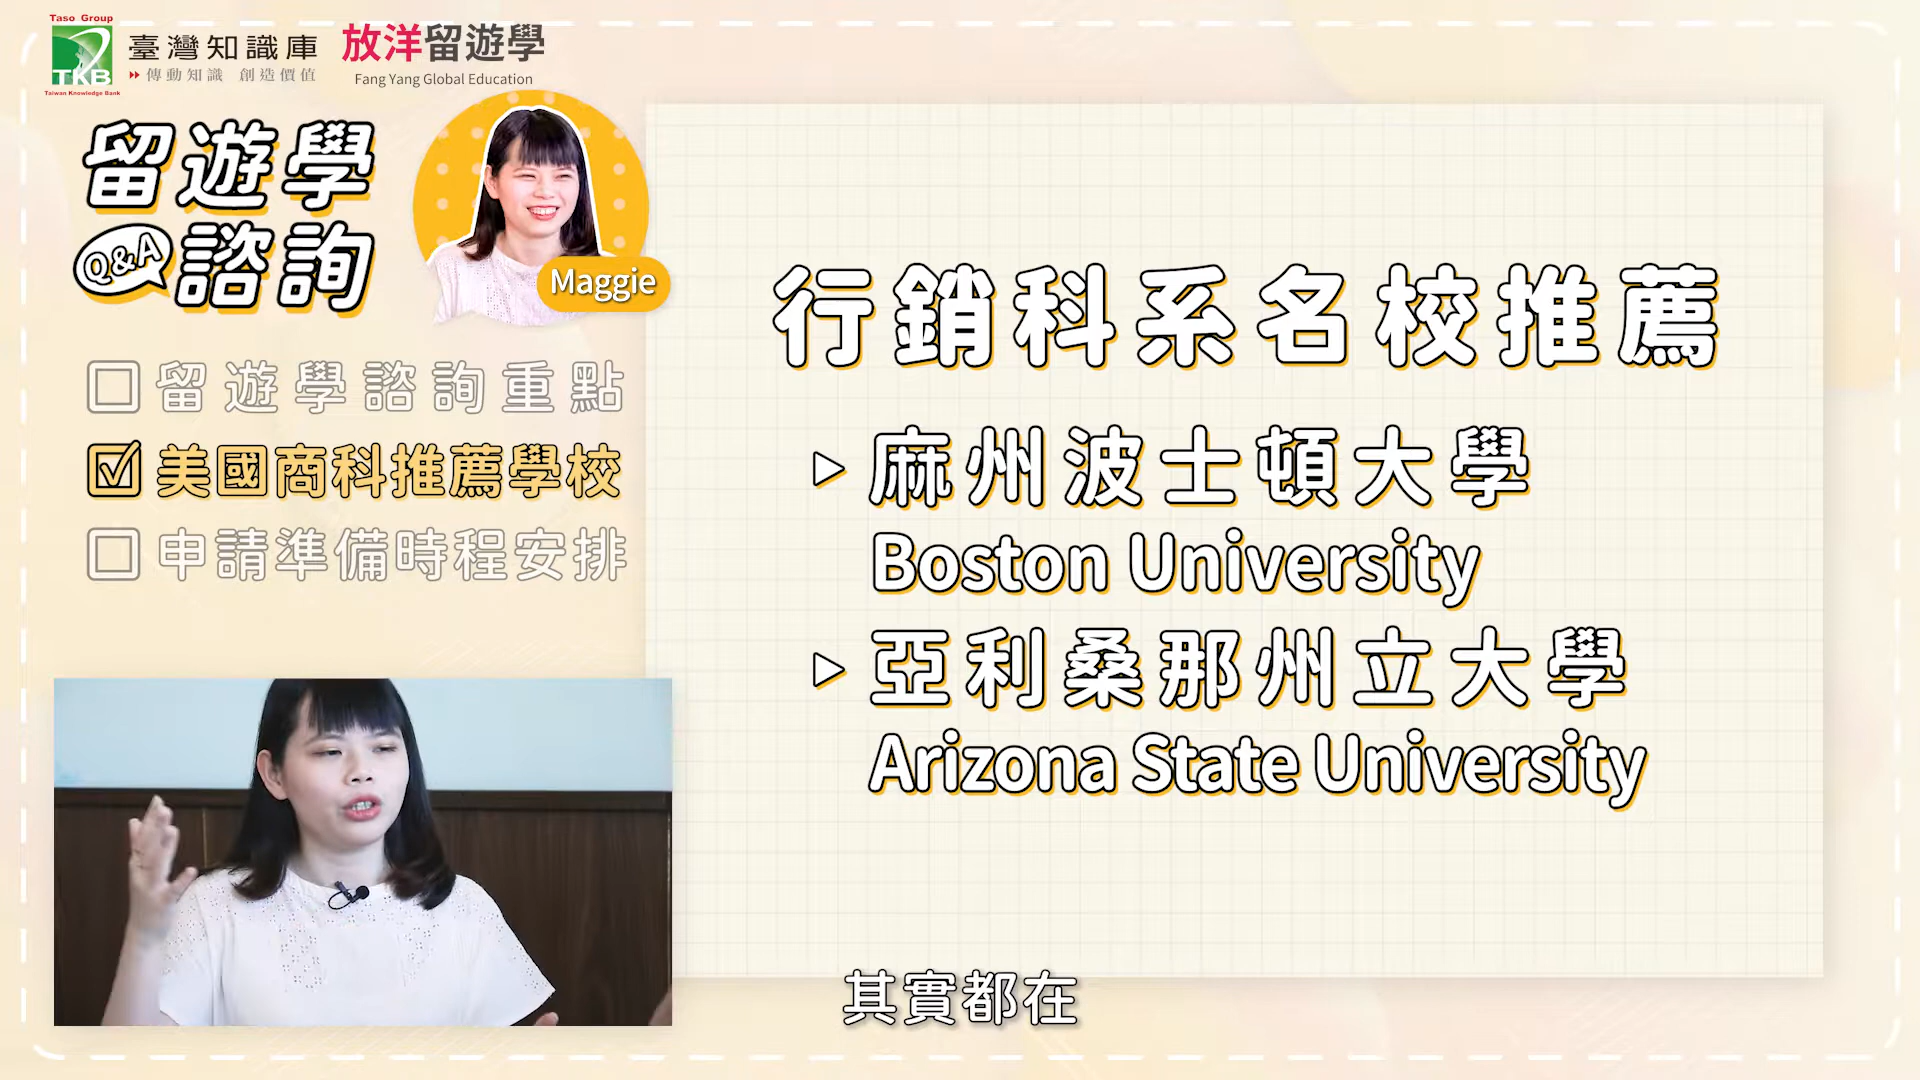 Taso Group
TKB
Taiwan Knowledge Bank
臺灣知識庫
傳動知識 創造價值
放洋留遊學
Fang Yang Global Education
留遊學
Q&A 諮詢
Maggie
留遊學諮詢重點
美國商科推薦學校
申請準備時程安排
行銷科系名校推薦
麻州波士頓大學
Boston University
亞利桑那州立大學
Arizona State University
其實都在